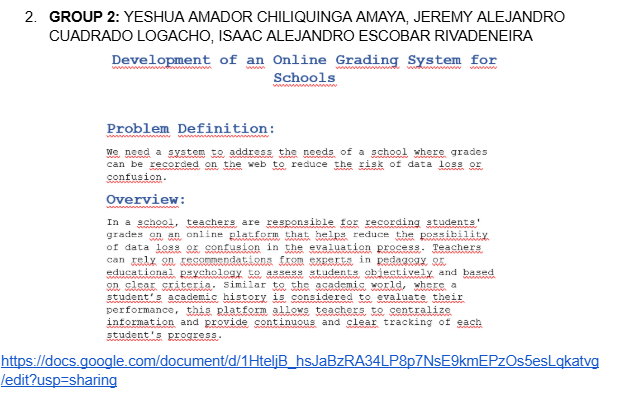 2. GROUP 2: YESHUA AMADOR CHILIQUINGA AMAYA, JEREMY ALEJANDRO
CUADRADO LOGACHO, ISAAC ALEJANDRO ESCOBAR RIVADENEIRA
Development of an Online Grading System for
Schools
Problem Definition:
We need a system to address the needs of a school where grades
can be recorded on the web to reduce the risk of data loss or
confusion.
Overview:
In a school, teachers are responsible for recording students'
grades on an online platform that helps reduce the possibility
of data loss or confusion in the evaluation process. Teachers
can rely on recommendations from experts in pedagogy or
educational psychology to assess students objectively and based
on clear criteria. Similar to the academic world, where a
student's academic history is considered to evaluate their
performance, this platform allows teachers to centralize
information and provide continuous and clear tracking of each
student's progress.
https://docs.google.com/document/d/1HteljB_hsJaBzRA34LP8p7NsE9kmEPzOs5esLqkatvg
/edit?usp=sharing